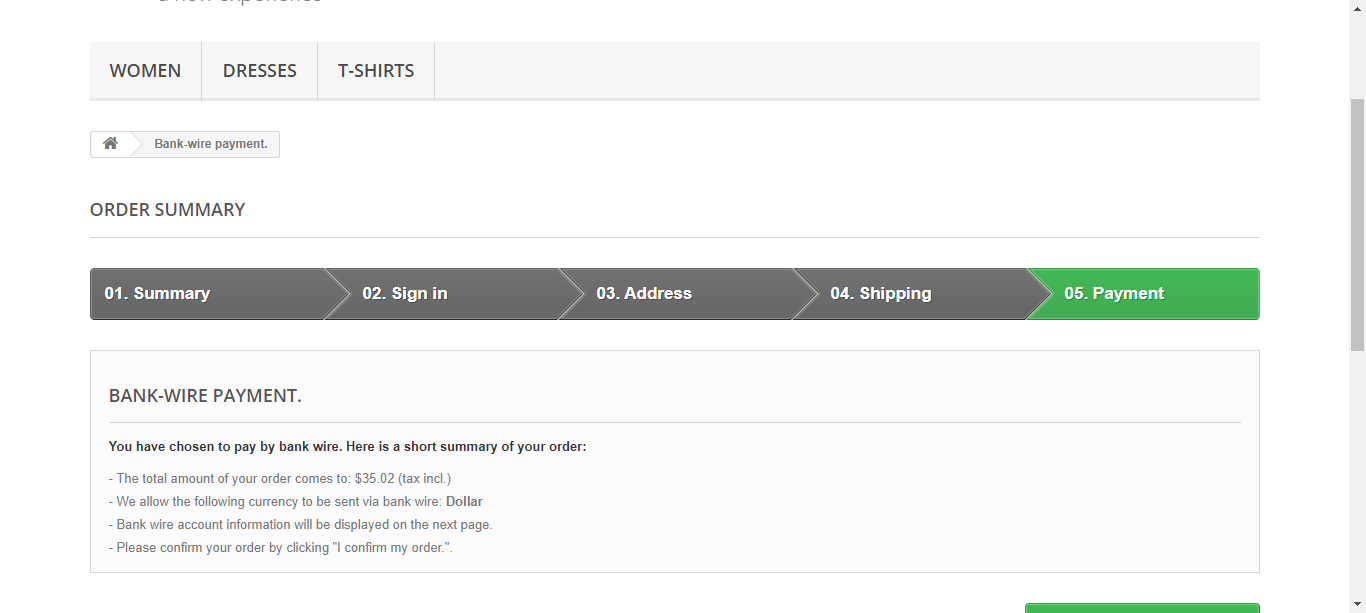 WOMEN
DRESSES
T-SHIRTS
Bank-wire payment.
ORDER SUMMARY
01. Summary
02. Sign in
03. Address
04. Shipping
05. Payment
BANK-WIRE PAYMENT.
You have chosen to pay by bank wire. Here is a short summary of your order:
- The total amount of your order comes to: $35.02 (tax incl.)
- We allow the following currency to be sent via bank wire: Dollar
- Bank wire account information will be displayed on the next page.
- Please confirm your order by clicking "I confirm my order.".